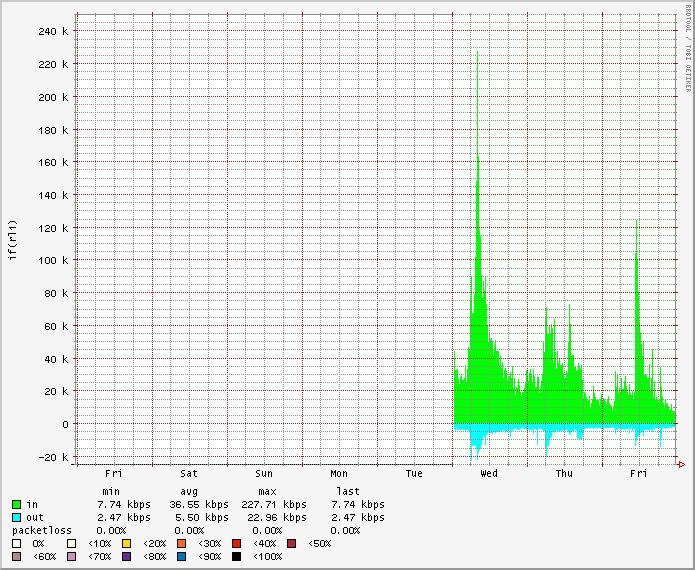 RRDTOOL / TOBI OETIKER
if(rl1)
240 k
220 k
200 k
180 k
160 k
140 k
120 k
100 k
80 k
60 k
40 k
20 k
0
-20 k
Fri Sat Sun Mon Tue Wed Thu Fri
min avg max last
in 7.74 kbps 36.55 kbps 227.71 kbps 7.74 kbps
out 2.47 kbps 5.50 kbps 22.96 kbps 2.47 kbps
packetloss 0.00% 0.00% 0.00% 0.00%
0% <10% <20% <30% <40% <50%
<60% <70% <80% <90% <100%